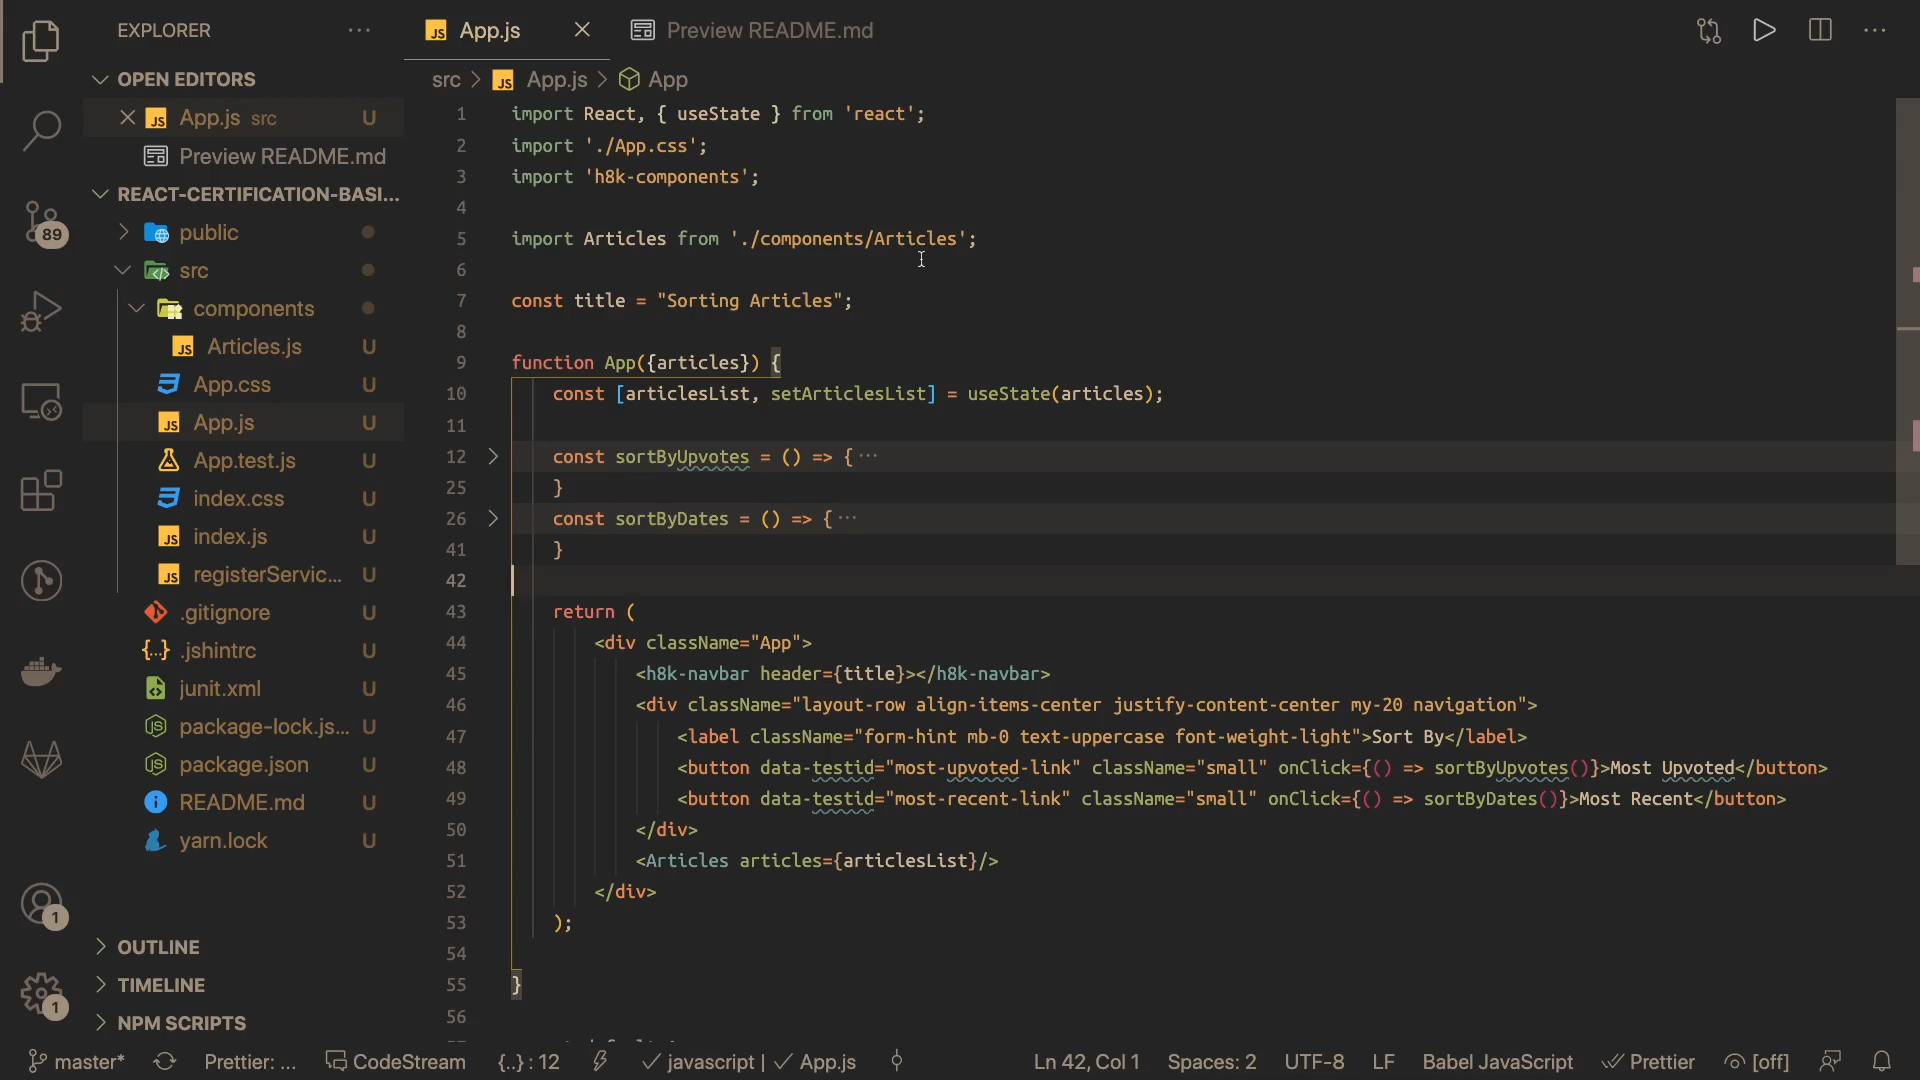 EXPLORER
OPEN EDITORS
App.js src U
Preview README.md
REACT-CERTIFICATION-BASI...
public
src
components
Articles.js U
App.css U
App.js U
App.test.js U
index.css U
index.js U
registerServic... U
.gitignore U
.jshintrc U
junit.xml U
package-lock.js... U
package.json U
README.md U
yarn.lock U
OUTLINE
TIMELINE
NPM SCRIPTS
89
1
1
App.js
Preview README.md
src > App.js > App
1 import React, { useState } from 'react';
2 import './App.css';
3 import 'h8k-components';
4
5 import Articles from './components/Articles';
6
7 const title = "Sorting Articles";
8
9 function App({articles}) {
10 const [articlesList, setArticlesList] = useState(articles);
11
12 const sortByUpvotes = () => { ···
25 }
26 const sortByDates = () => { ···
41 }
42
43 return (
44 <div className="App">
45 <h8k-navbar header={title}></h8k-navbar>
46 <div className="layout-row align-items-center justify-content-center my-20 navigation">
47 <label className="form-hint mb-0 text-uppercase font-weight-light">Sort By</label>
48 <button data-testid="most-upvoted-link" className="small" onClick={() => sortByUpvotes()}>Most Upvoted</button>
49 <button data-testid="most-recent-link" className="small" onClick={() => sortByDates()}>Most Recent</button>
50 </div>
51 <Articles articles={articlesList}/>
52 </div>
53 );
54
55 }
56
master* Prettier: ... CodeStream {..} : 12 javascript | App.js Ln 42, Col 1 Spaces: 2 UTF-8 LF Babel JavaScript Prettier [off]